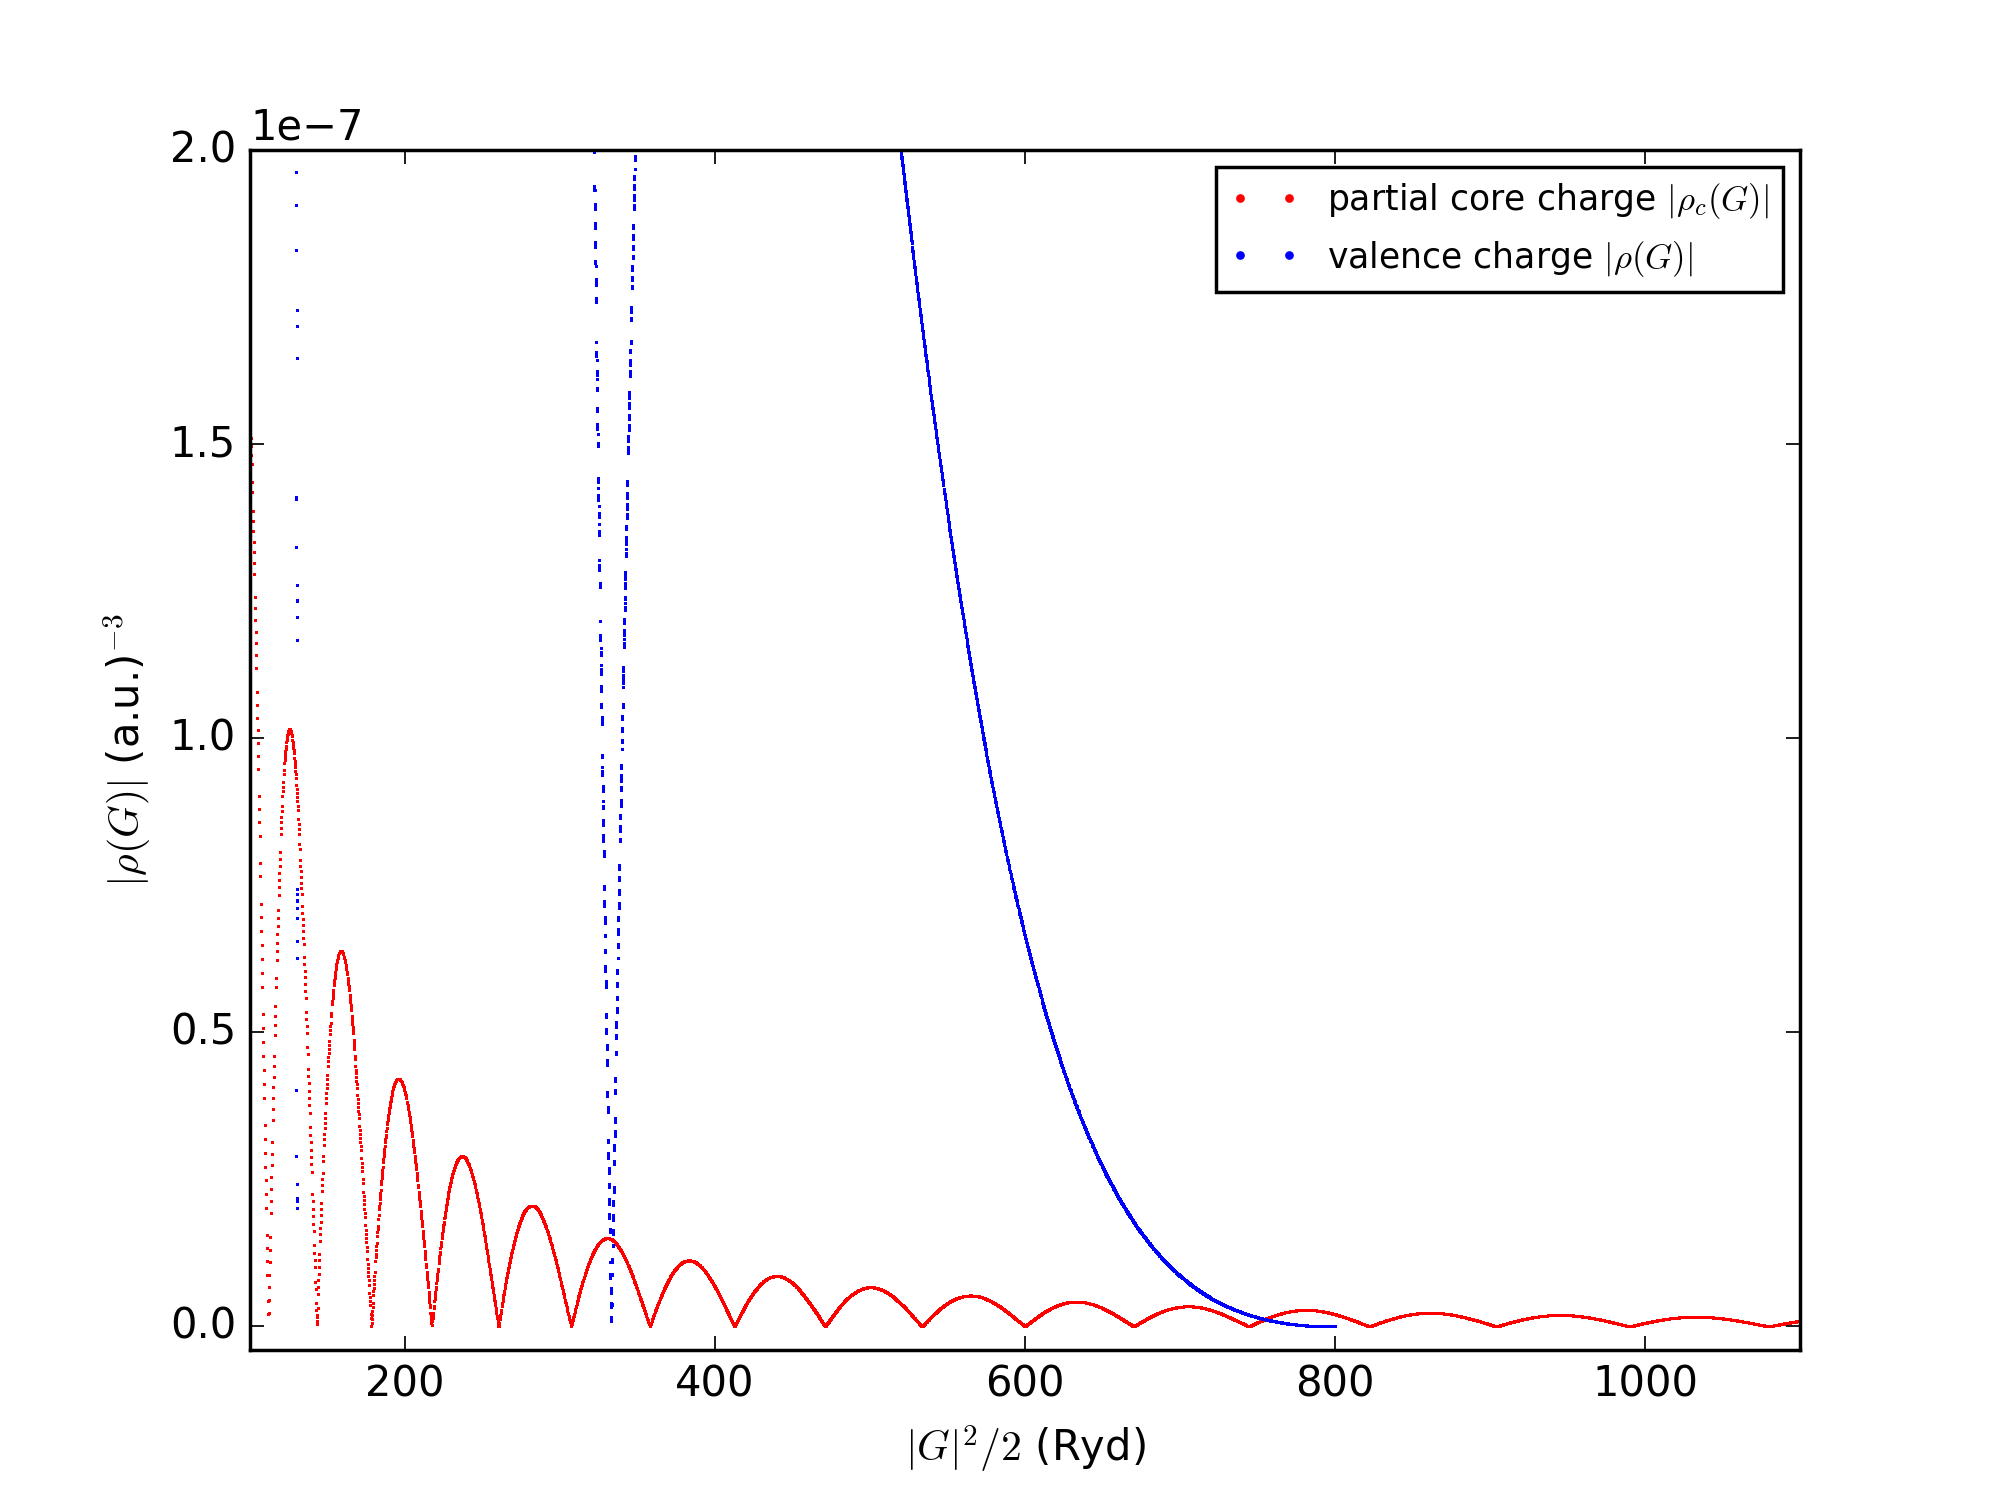 1e−7
2.0
1.5
1.0
0.5
0.0
200
400
600
800
1000
|G|²/2 (Ryd)
|ρ(G)| (a.u.)⁻³
partial core charge |ρ_c(G)|
valence charge |ρ(G)|